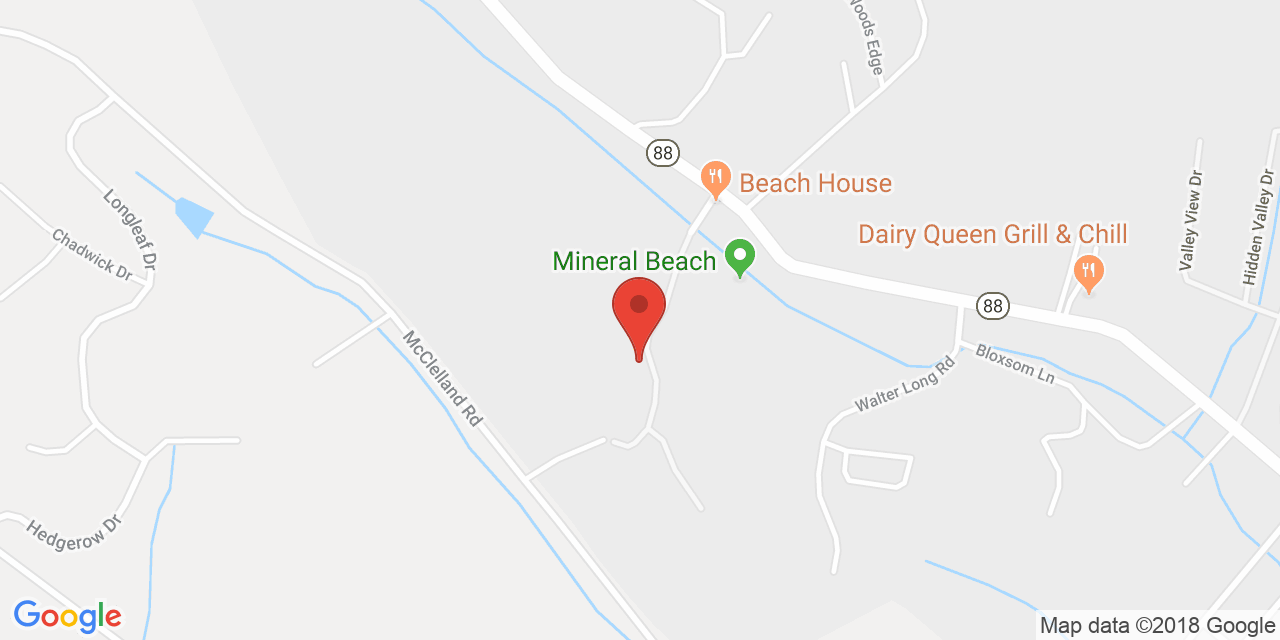 Woods Edge
88
Beach House
Dairy Queen Grill & Chill
Mineral Beach
Valley View Dr
Hidden Valley Dr
Longleaf Dr
Chadwick Dr
88
McClelland Rd
Bloxsom Ln
Walter Long Rd
Hedgerow Dr
Google
Map data ©2018 Google